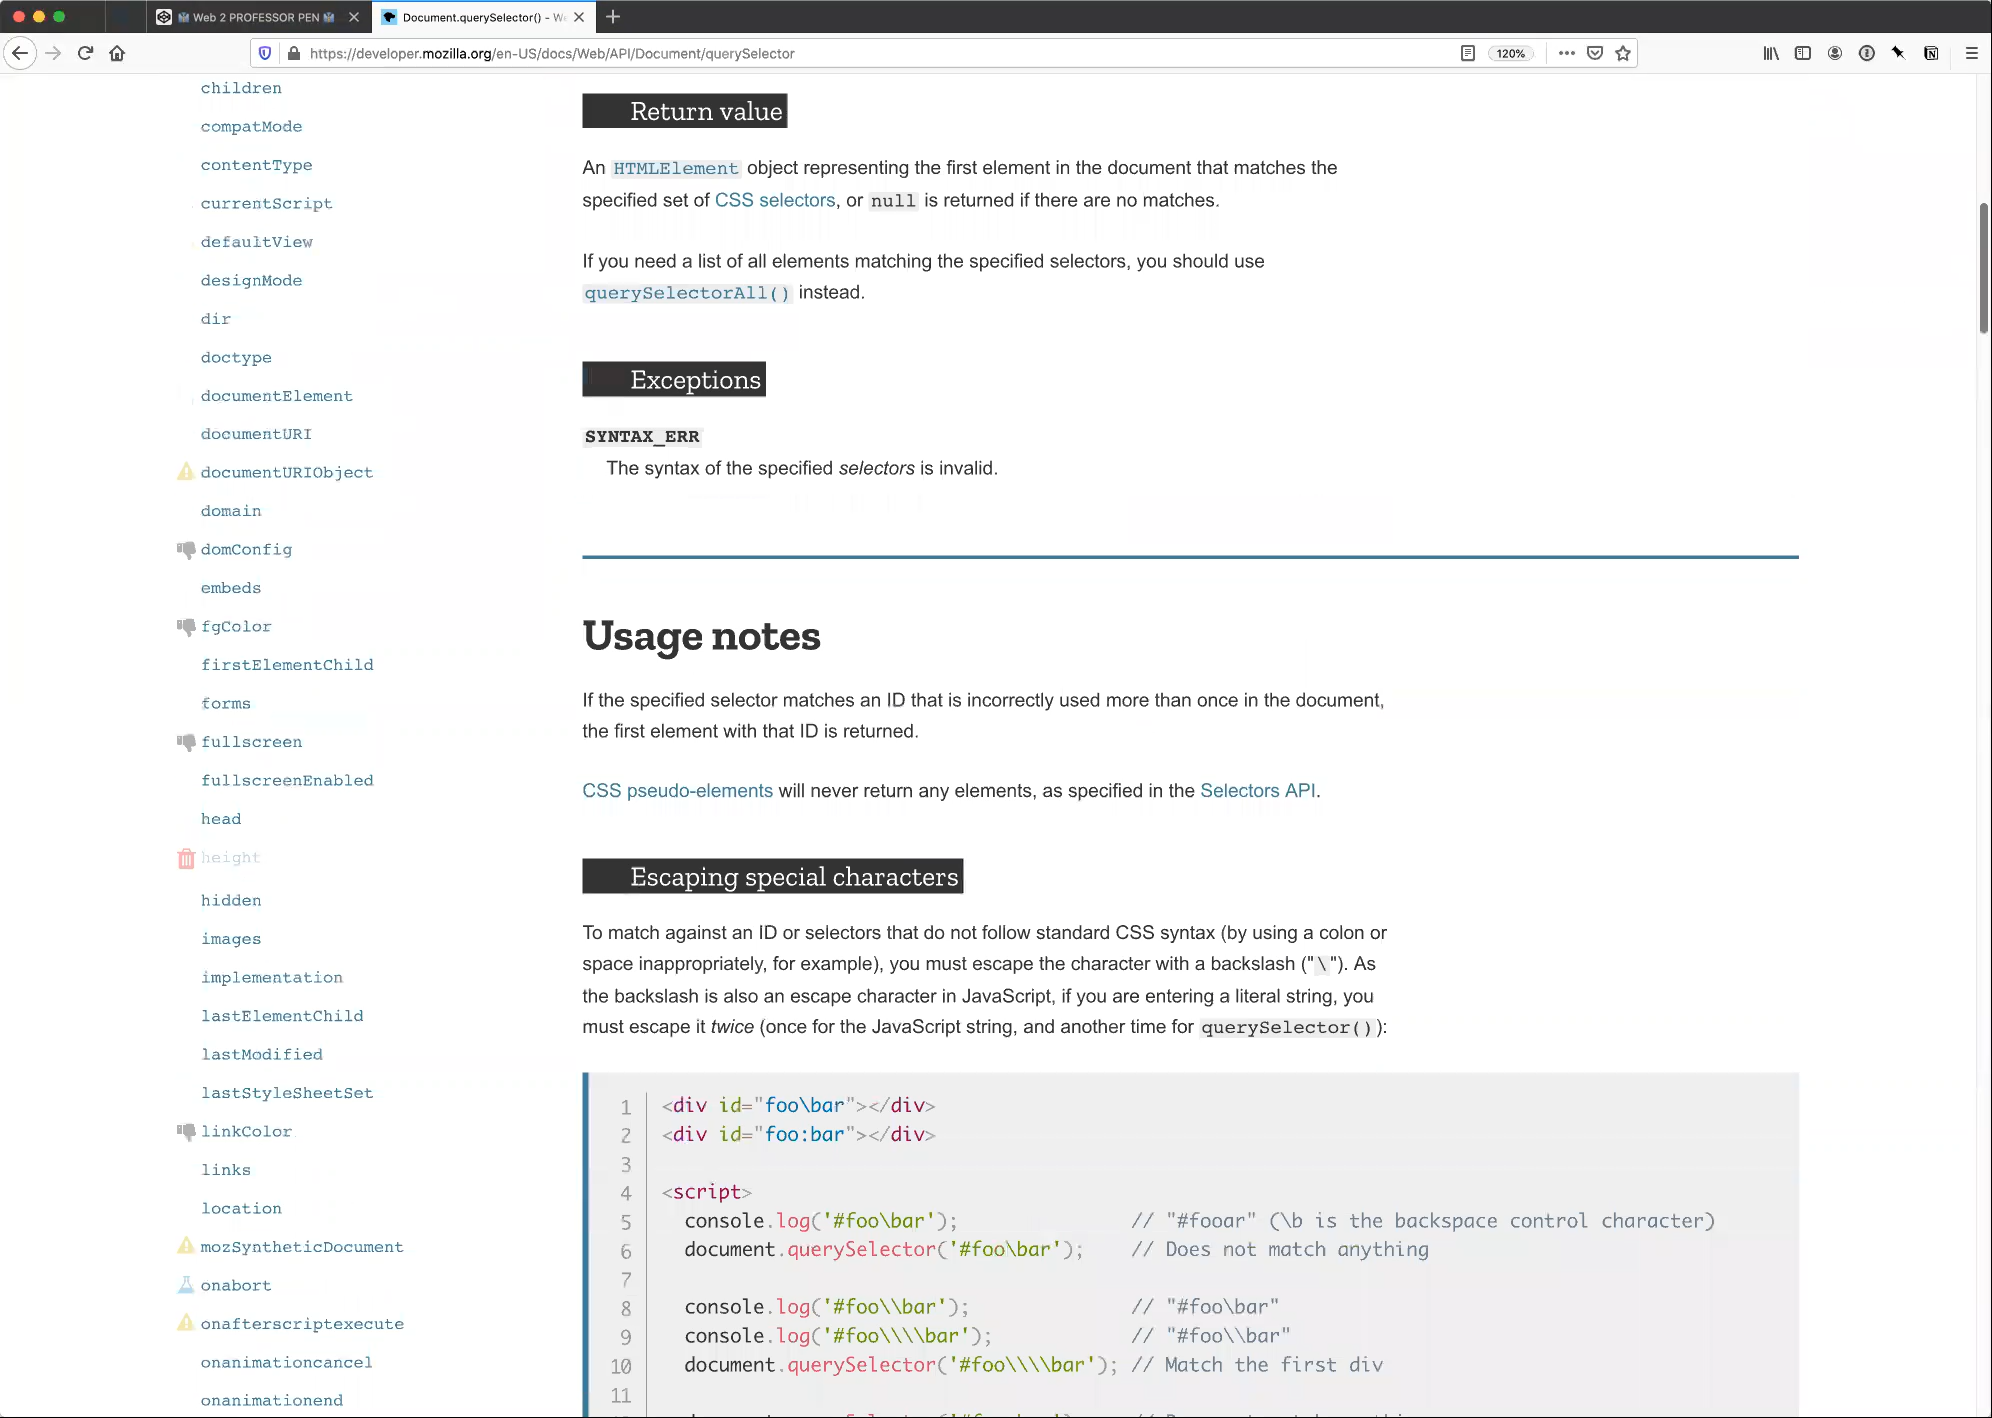 Web 2 PROFESSOR PEN
Document.querySelector() - We
https://developer.mozilla.org/en-US/docs/Web/API/Document/querySelector
120%
children
compatMode
contentType
currentScript
defaultView
designMode
dir
doctype
documentElement
documentURI
documentURIObject
domain
domConfig
embeds
fgColor
firstElementChild
forms
fullscreen
fullscreenEnabled
head
height
hidden
images
implementation
lastElementChild
lastModified
lastStyleSheetSet
linkColor
links
location
mozSyntheticDocument
onabort
onafterscriptexecute
onanimationcancel
onanimationend
Return value
An HTMLElement object representing the first element in the document that matches the
specified set of CSS selectors, or null is returned if there are no matches.
If you need a list of all elements matching the specified selectors, you should use
querySelectorAll() instead.
Exceptions
SYNTAX_ERR
The syntax of the specified selectors is invalid.
Usage notes
If the specified selector matches an ID that is incorrectly used more than once in the document,
the first element with that ID is returned.
CSS pseudo-elements will never return any elements, as specified in the Selectors API.
Escaping special characters
To match against an ID or selectors that do not follow standard CSS syntax (by using a colon or
space inappropriately, for example), you must escape the character with a backslash ("\"). As
the backslash is also an escape character in JavaScript, if you are entering a literal string, you
must escape it twice (once for the JavaScript string, and another time for querySelector()):
1 <div id="foo\bar"></div>
2 <div id="foo:bar"></div>
3
4 <script>
5 console.log('#foo\bar'); // "#fooar" (\b is the backspace control character)
6 document.querySelector('#foo\bar'); // Does not match anything
7
8 console.log('#foo\\bar'); // "#foo\bar"
9 console.log('#foo\\\\bar'); // "#foo\\bar"
10 document.querySelector('#foo\\\\bar'); // Match the first div
11